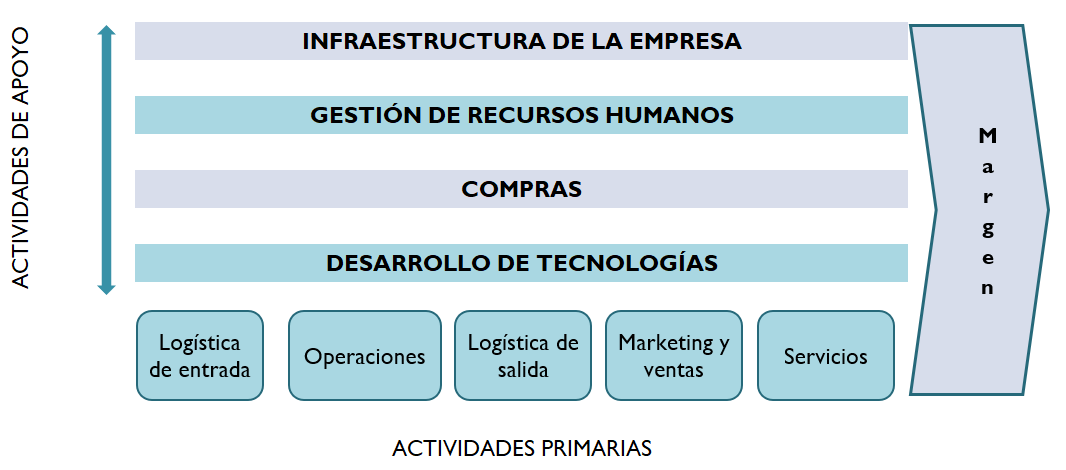 ACTIVIDADES DE APOYO
INFRAESTRUCTURA DE LA EMPRESA
GESTIÓN DE RECURSOS HUMANOS
COMPRAS
DESARROLLO DE TECNOLOGÍAS
Logística
de entrada
Operaciones
Logística de
salida
Marketing y
ventas
Servicios
Margen
ACTIVIDADES PRIMARIAS